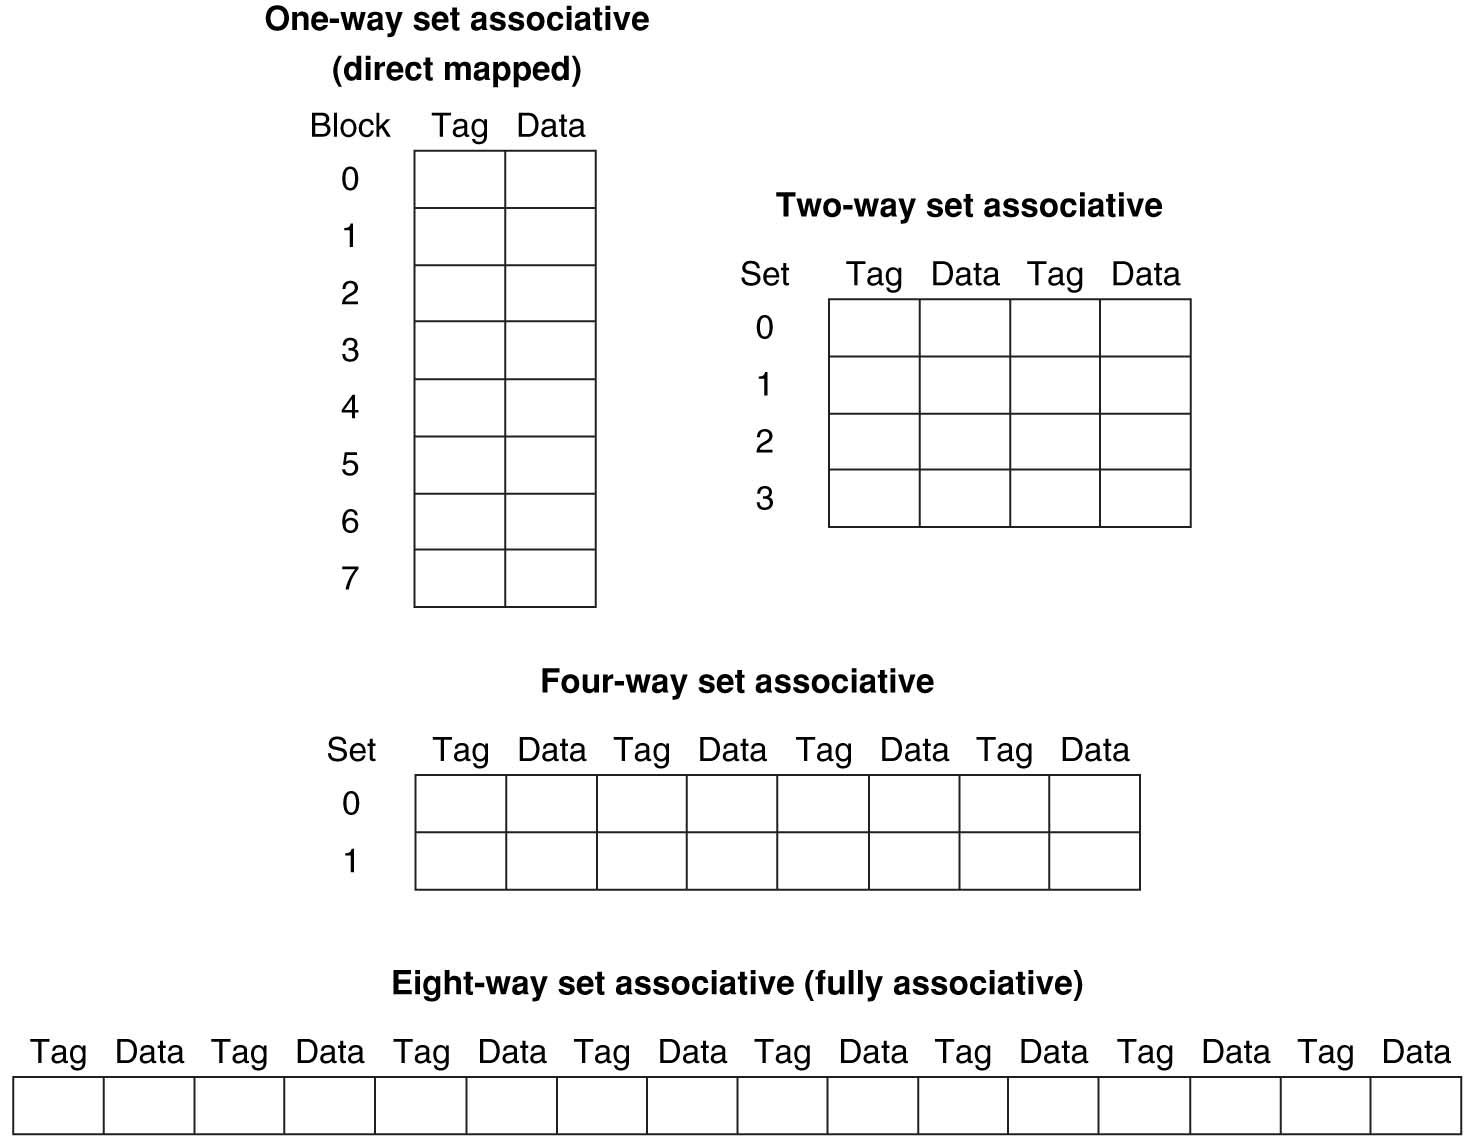 One-way set associative
(direct mapped)
Block Tag Data
0
1
2
3
4
5
6
7
Two-way set associative
Set Tag Data Tag Data
0
1
2
3
Four-way set associative
Set Tag Data Tag Data Tag Data Tag Data
0
1
Eight-way set associative (fully associative)
Tag Data Tag Data Tag Data Tag Data Tag Data Tag Data Tag Data Tag Data